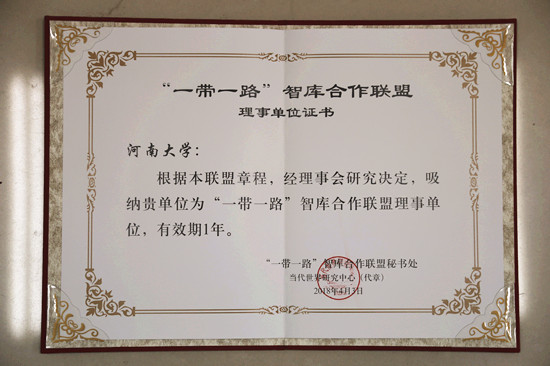 “一带一路”智库合作联盟
理事单位证书
河南大学：
根据本联盟章程，经理事会研究决定，吸
纳贵单位为“一带一路”智库合作联盟理事单
位，有效期1年。
“一带一路”智库合作联盟秘书处
当代世界研究中心（代章）
2018年4月3日